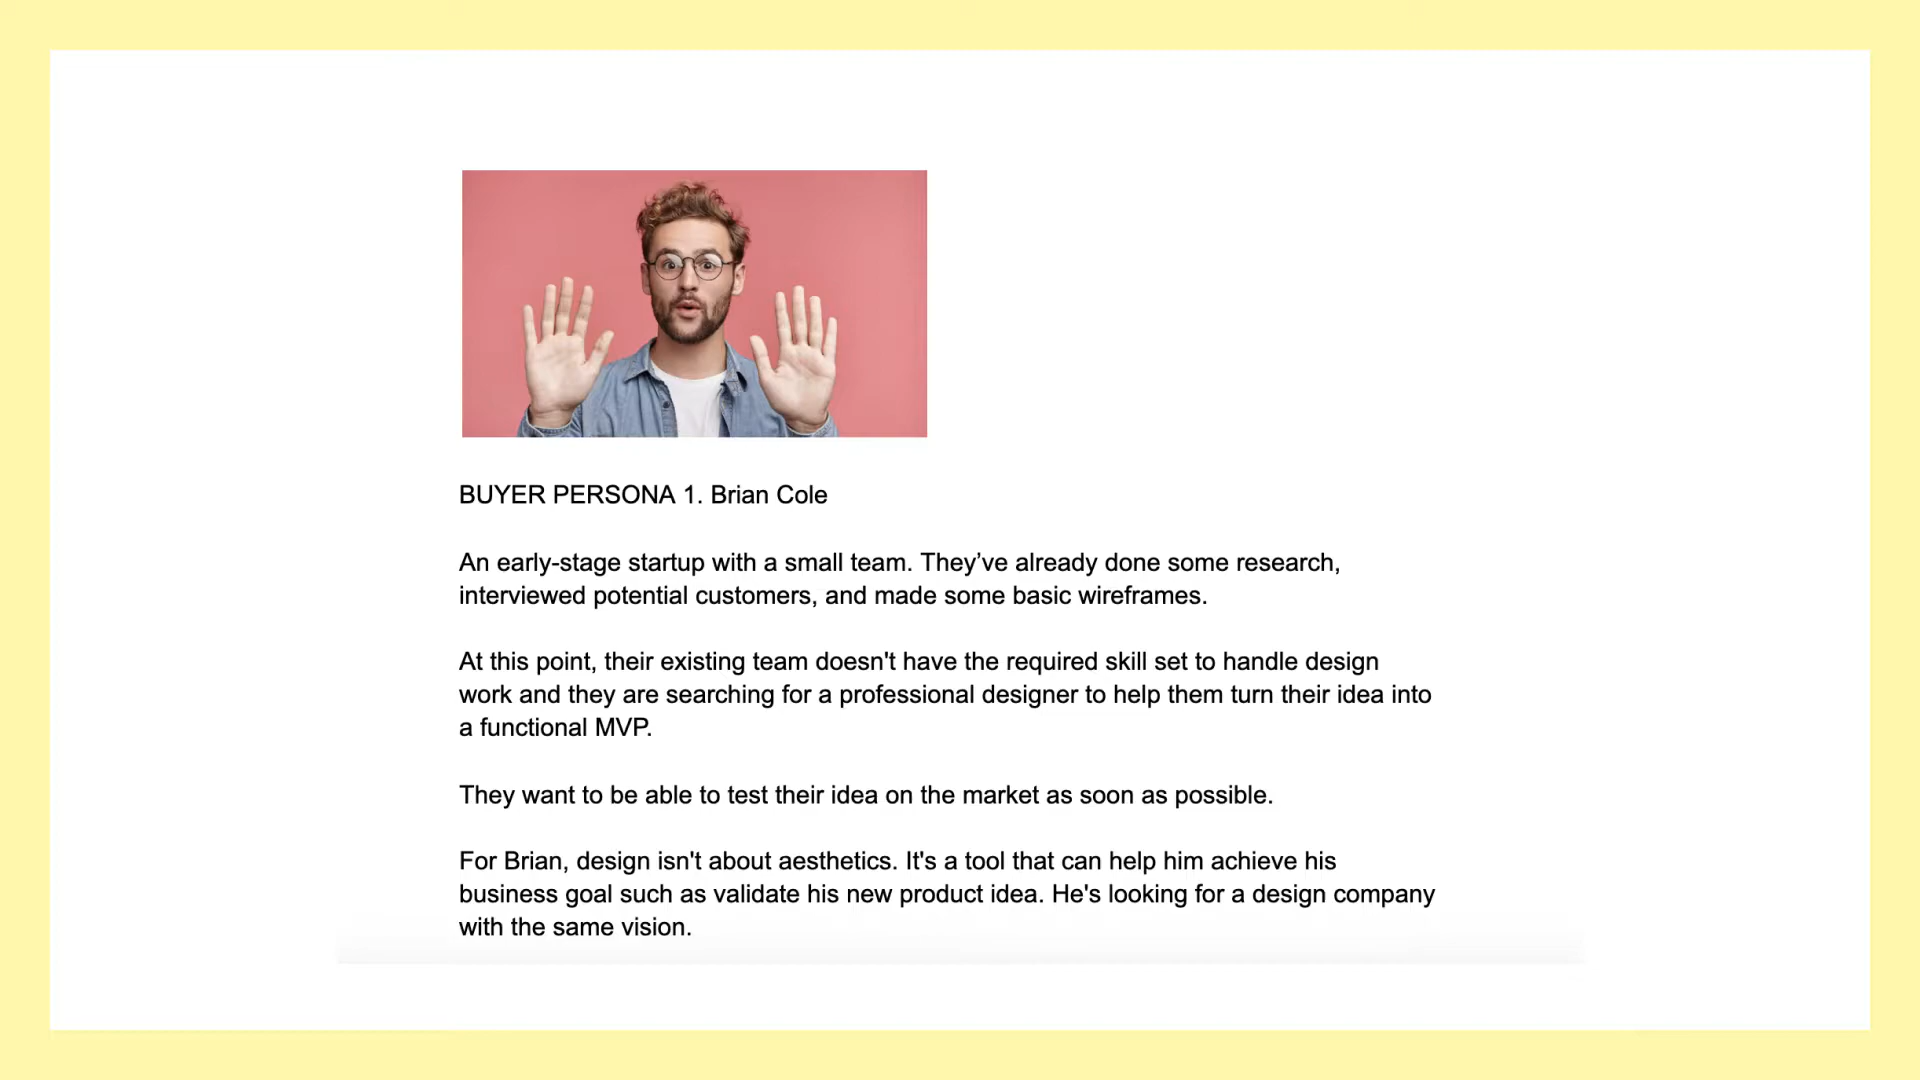 BUYER PERSONA 1. Brian Cole
An early-stage startup with a small team. They’ve already done some research,
interviewed potential customers, and made some basic wireframes.
At this point, their existing team doesn't have the required skill set to handle design
work and they are searching for a professional designer to help them turn their idea into
a functional MVP.
They want to be able to test their idea on the market as soon as possible.
For Brian, design isn't about aesthetics. It's a tool that can help him achieve his
business goal such as validate his new product idea. He's looking for a design company
with the same vision.